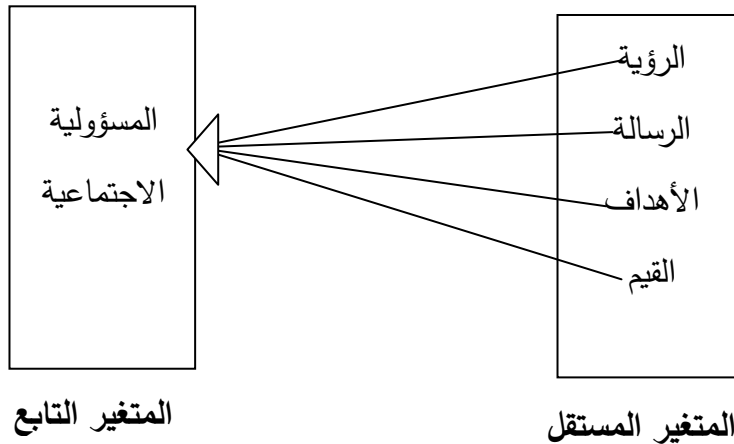 الرؤية
الرسالة
الأهداف
القيم
المتغير المستقل
المسؤولية
الاجتماعية
المتغير التابع